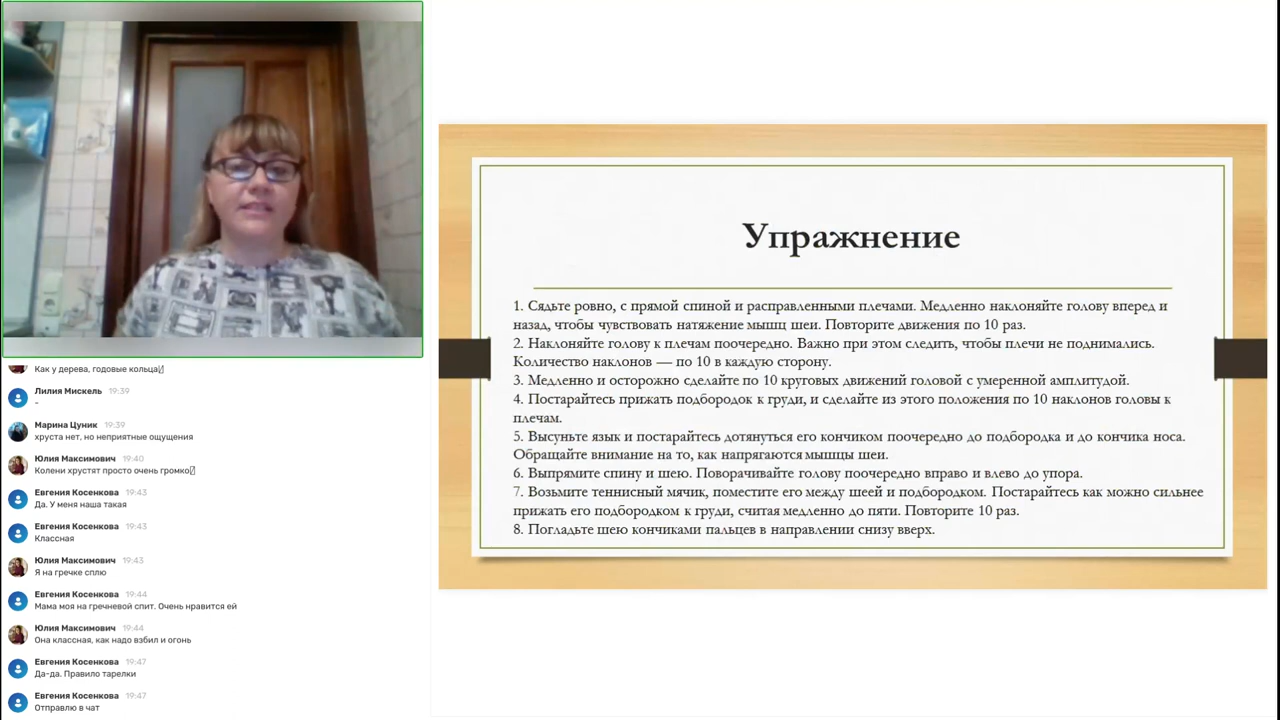 Как у дерева, годовые кольца
Лилия Мискель 19:39
-
Марина Цуник 19:39
хруста нет, но неприятные ощущения
Юлия Максимович 19:40
Колени хрустят просто очень громко
Евгения Косенкова 19:43
Да. У меня наша такая
Евгения Косенкова 19:43
Классная
Юлия Максимович 19:43
Я на гречке сплю
Евгения Косенкова 19:44
Мама моя на гречневой спит. Очень нравится ей
Юлия Максимович 19:44
Она классная, как надо взбил и огонь
Евгения Косенкова 19:47
Да-да. Правило тарелки
Евгения Косенкова 19:47
Отправлю в чат
Упражнение
1. Сядьте ровно, с прямой спиной и расправленными плечами. Медленно наклоняйте голову вперед и
назад, чтобы чувствовать натяжение мышц шеи. Повторите движения по 10 раз.
2. Наклоняйте голову к плечам поочередно. Важно при этом следить, чтобы плечи не поднимались.
Количество наклонов — по 10 в каждую сторону.
3. Медленно и осторожно сделайте по 10 круговых движений головой с умеренной амплитудой.
4. Постарайтесь прижать подбородок к груди, и сделайте из этого положения по 10 наклонов головы к
плечам.
5. Высуньте язык и постарайтесь дотянуться его кончиком поочередно до подбородка и до кончика носа.
Обращайте внимание на то, как напрягаются мышцы шеи.
6. Выпрямите спину и шею. Поворачивайте голову поочередно вправо и влево до упора.
7. Возьмите теннисный мячик, поместите его между шеей и подбородком. Постарайтесь как можно сильнее
прижать его подбородком к груди, считая медленно до пяти. Повторите 10 раз.
8. Погладьте шею кончиками пальцев в направлении снизу вверх.